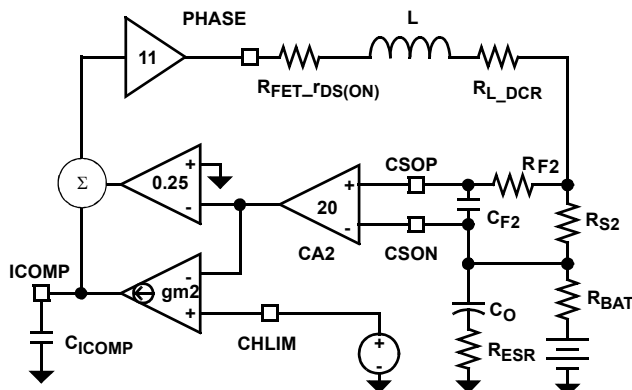 PHASE
L
11
RFET_rDS(ON)
RL_DCR
Σ
0.25
+
-
20
+
-
CA2
CSOP
CSON
RF2
CF2
RS2
ICOMP
gm2
-
+
CICOMP
CHLIM
+
-
CO
RESR
RBAT